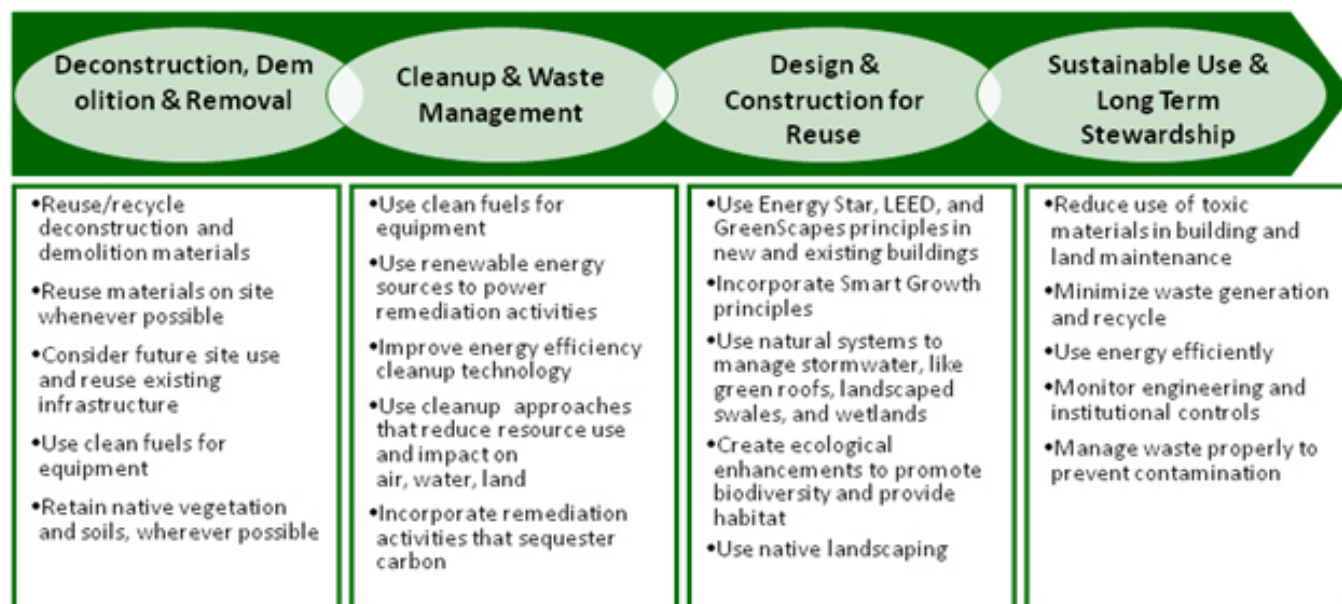 Deconstruction, Dem
olition & Removal
Cleanup & Waste
Management
Design &
Construction for
Reuse
Sustainable Use &
Long Term
Stewardship
•Reuse/recycle
deconstruction and
demolition materials
•Reuse materials on site
whenever possible
•Consider future site use
and reuse existing
infrastructure
•Use clean fuels for
equipment
•Retain native vegetation
and soils, wherever possible
•Use clean fuels for
equipment
•Use renewable energy
sources to power
remediation activities
•Improve energy efficiency
cleanup technology
•Use cleanup approaches
that reduce resource use
and impact on
air, water, land
•Incorporate remediation
activities that sequester
carbon
•Use Energy Star, LEED, and
GreenScapes principles in
new and existing buildings
•Incorporate Smart Growth
principles
•Use natural systems to
manage stormwater, like
green roofs, landscaped
swales, and wetlands
•Create ecological
enhancements to promote
biodiversity and provide
habitat
•Use native landscaping
•Reduce use of toxic
materials in building and
land maintenance
•Minimize waste generation
and recycle
•Use energy efficiently
•Monitor engineering and
institutional controls
•Manage waste properly to
prevent contamination